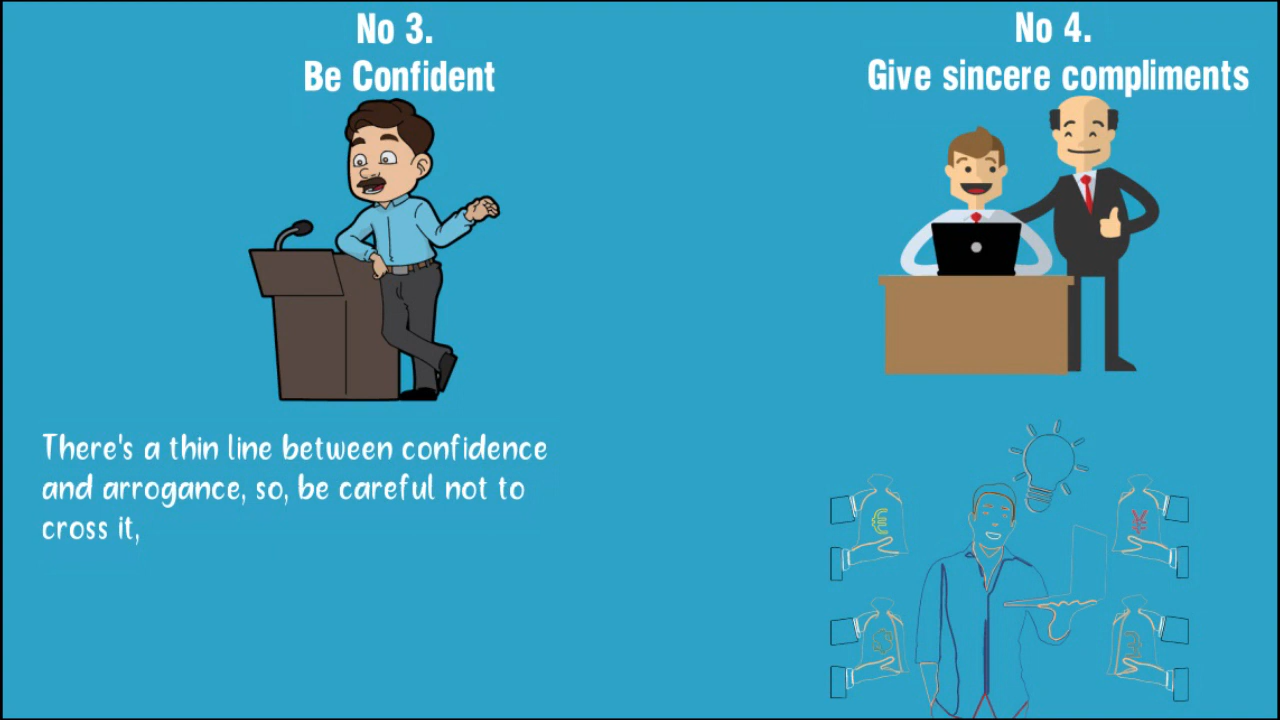 No 3.
Be Confident
There's a thin line between confidence
and arrogance, so, be careful not to
cross it,
No 4.
Give sincere compliments
€
¥